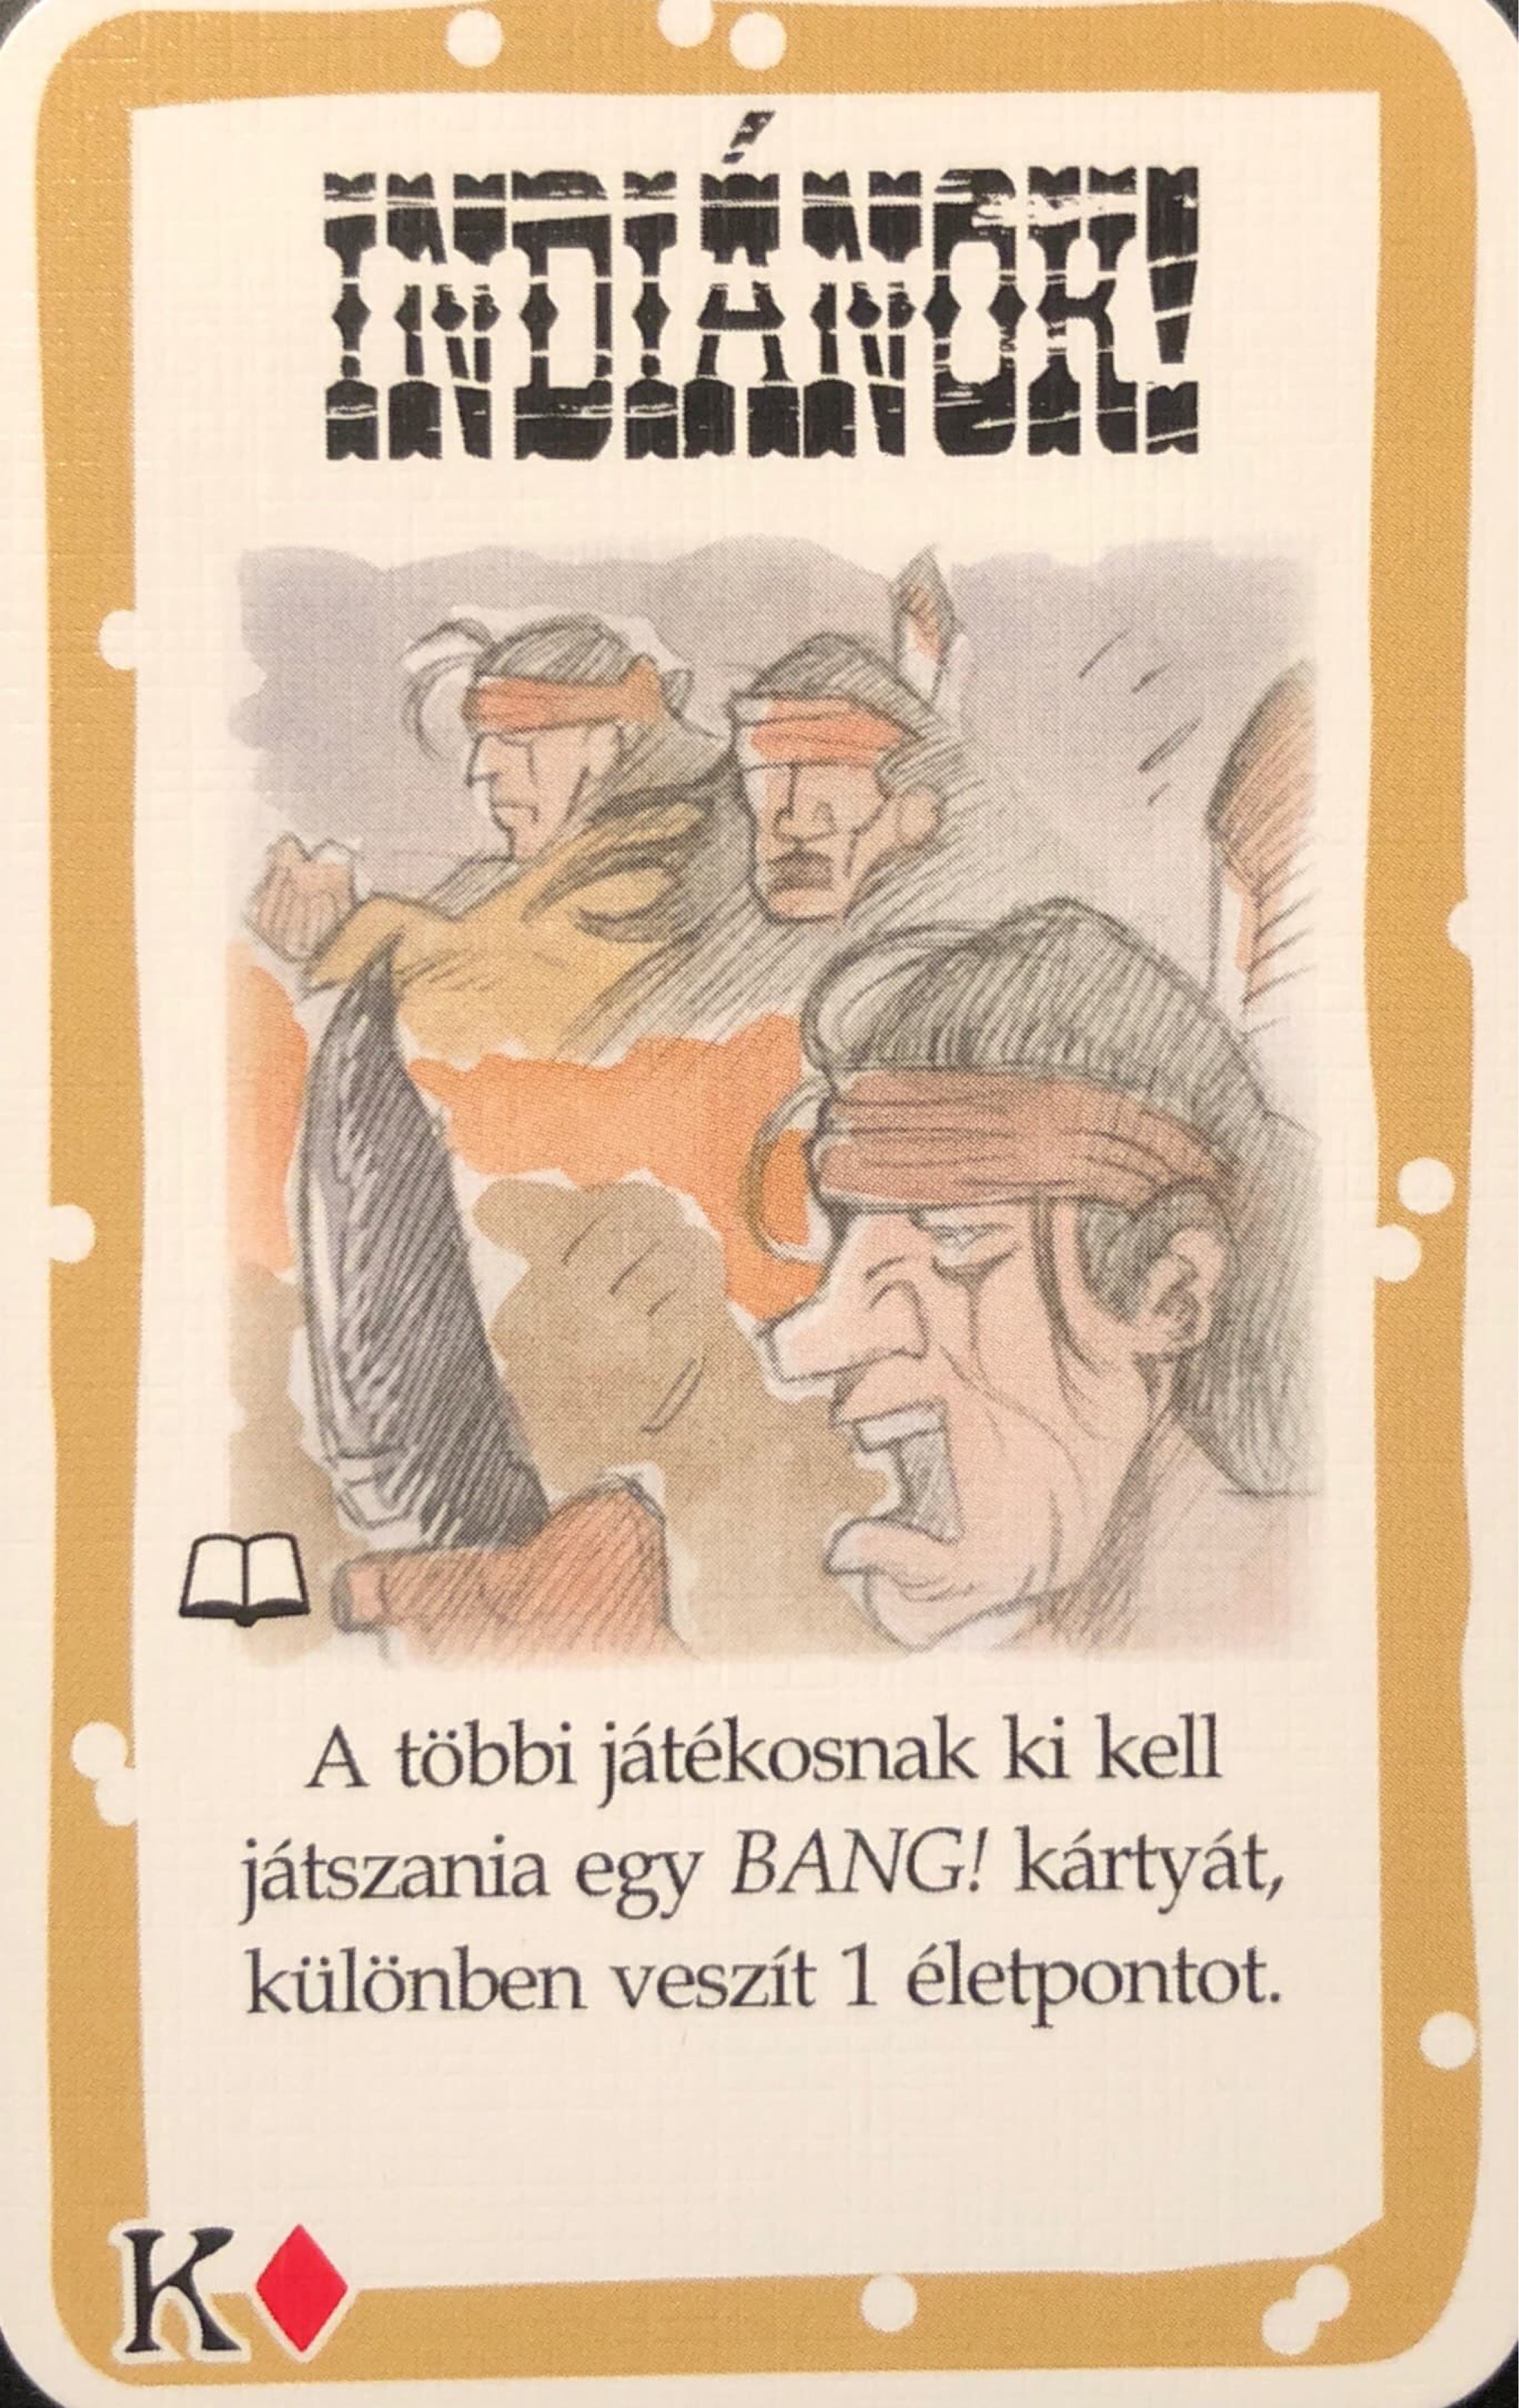 INDIÁNOK!
A többi játékosnak ki kell
játszania egy BANG! kártyát,
különben veszít 1 életpontot.
K